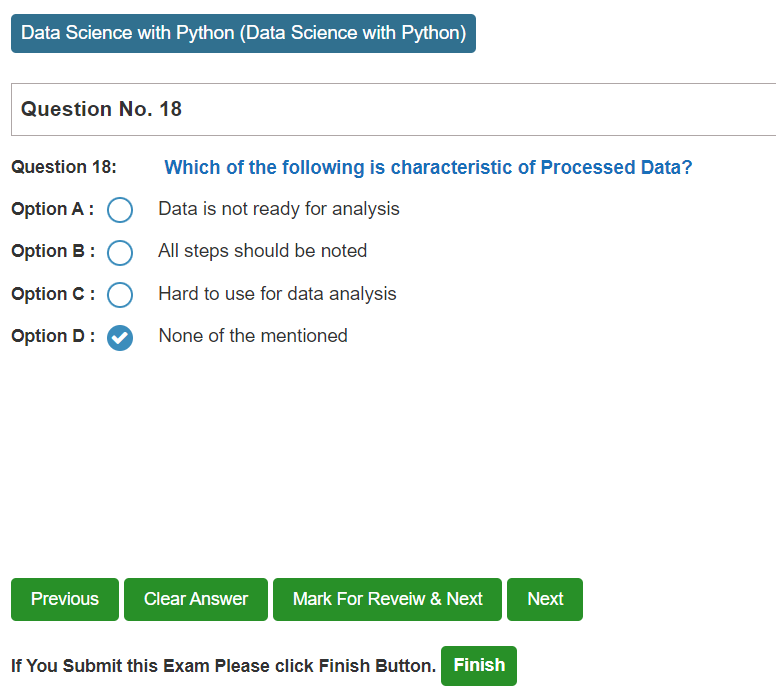 Data Science with Python (Data Science with Python)
Question No. 18
Question 18: Which of the following is characteristic of Processed Data?
Option A : Data is not ready for analysis
Option B : All steps should be noted
Option C : Hard to use for data analysis
Option D : None of the mentioned
Previous Clear Answer Mark For Reveiw & Next Next
If You Submit this Exam Please click Finish Button. Finish